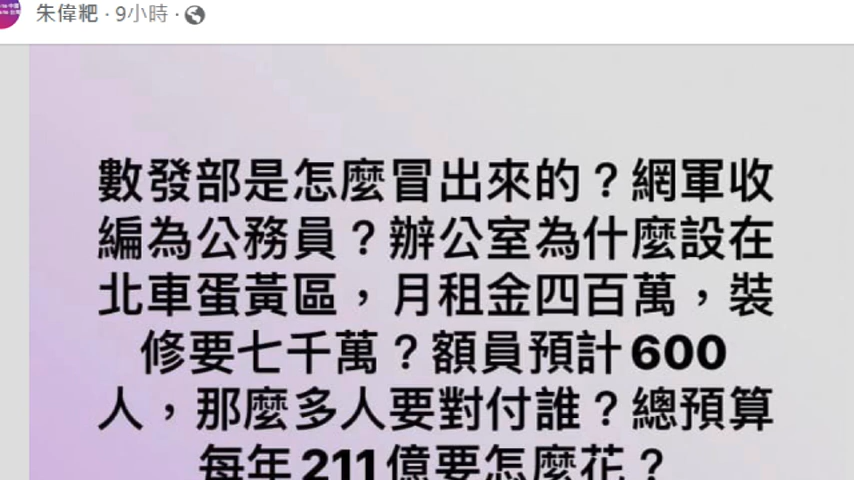 朱偉粑 · 9小時 ·
數發部是怎麼冒出來的？網軍收
編為公務員？辦公室為什麼設在
北車蛋黃區，月租金四百萬，裝
修要七千萬？額員預計600
人，那麼多人要對付誰？總預算
每年211億要怎麼花？